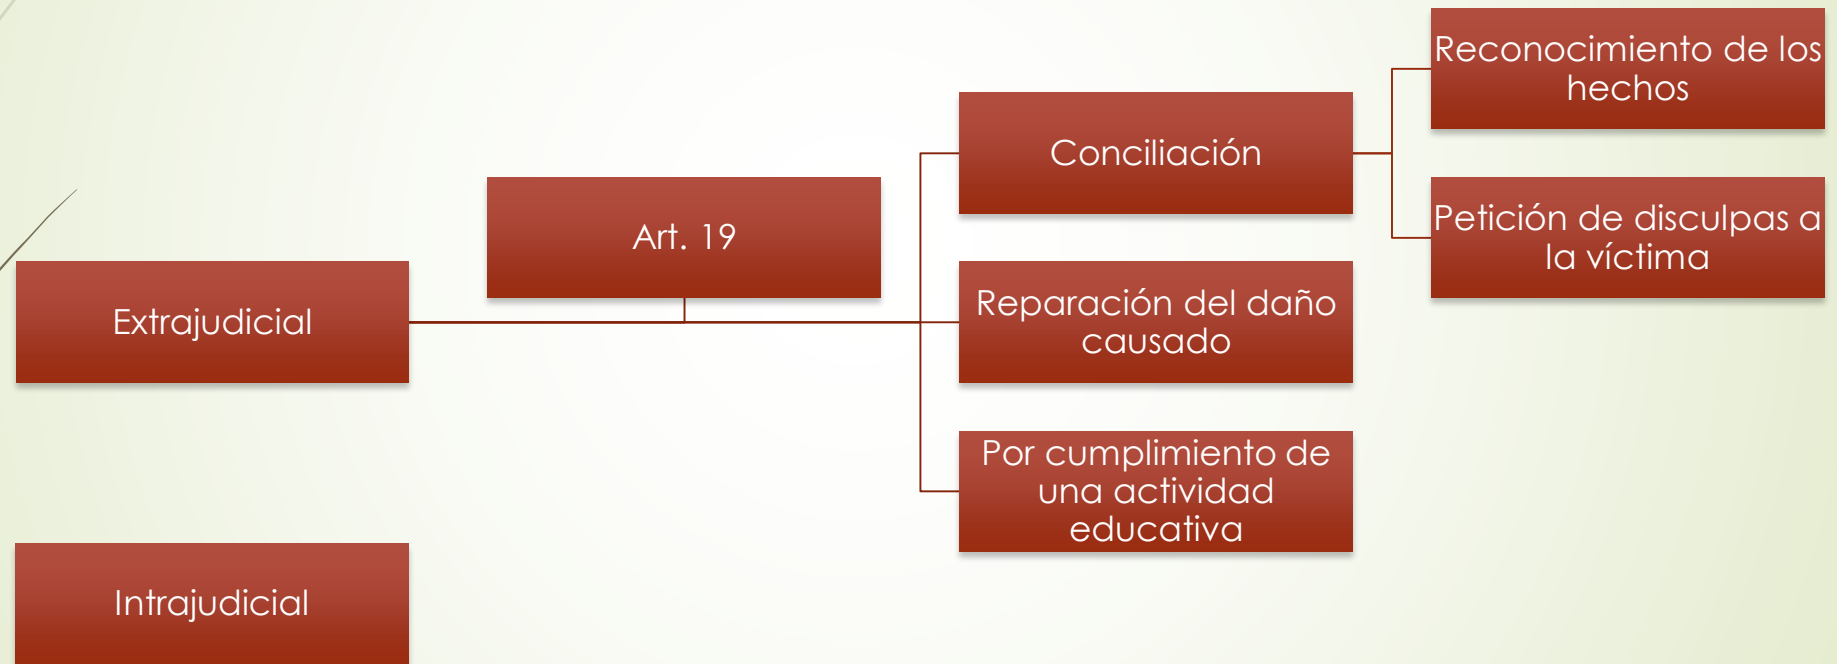 Extrajudicial
Art. 19
Conciliación
Reconocimiento de los
hechos
Petición de disculpas a
la víctima
Reparación del daño
causado
Por cumplimiento de
una actividad
educativa
Intrajudicial